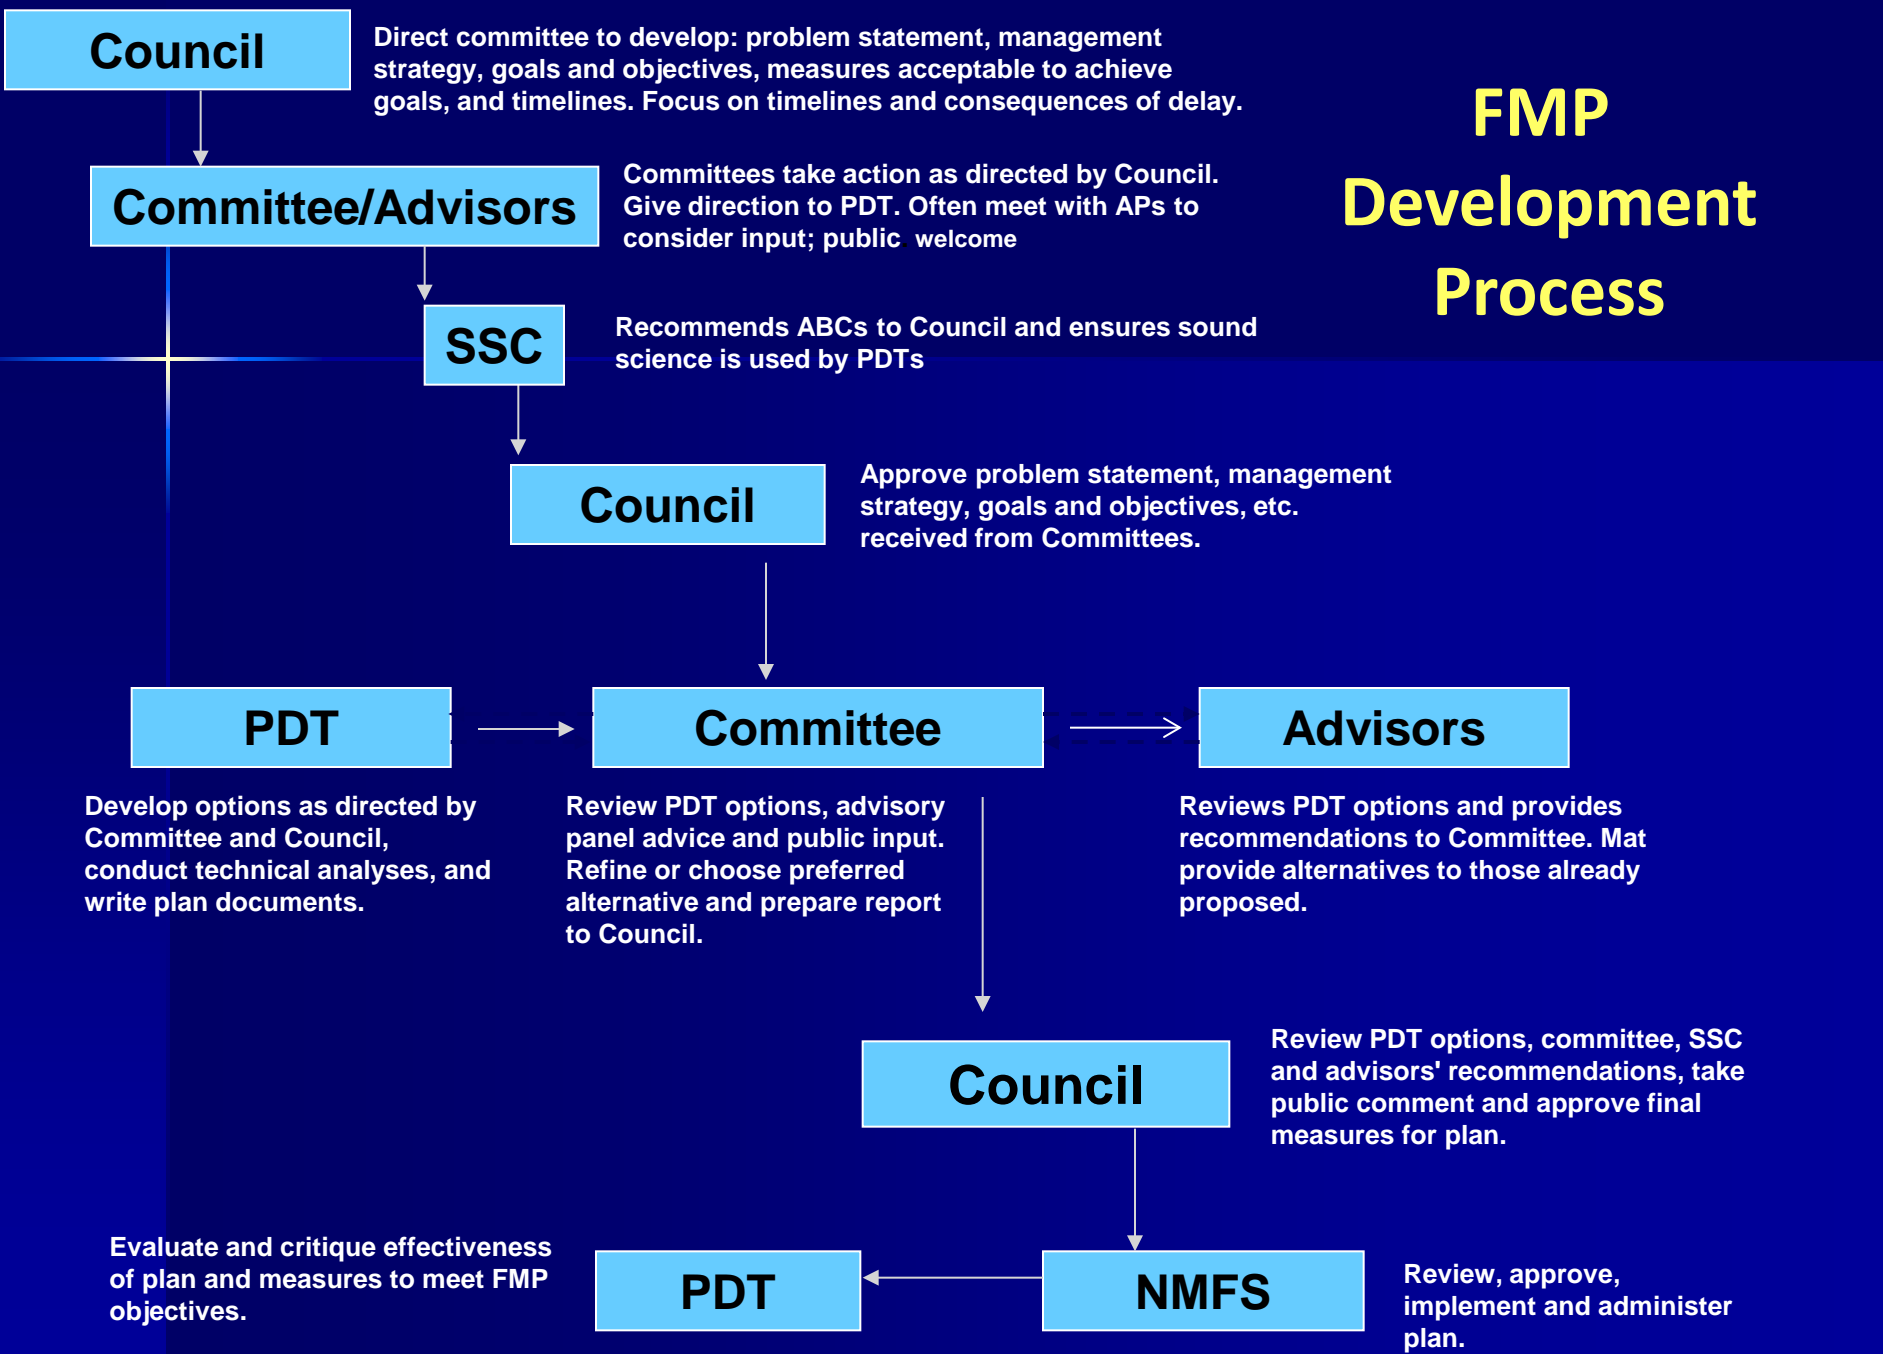 Council
Direct committee to develop: problem statement, management
strategy, goals and objectives, measures acceptable to achieve
goals, and timelines. Focus on timelines and consequences of delay.
FMP
Development
Process
Committee/Advisors
Committees take action as directed by Council.
Give direction to PDT. Often meet with APs to
consider input; public welcome
SSC
Recommends ABCs to Council and ensures sound
science is used by PDTs
Council
Approve problem statement, management
strategy, goals and objectives, etc.
received from Committees.
PDT
Committee
Advisors
Develop options as directed by
Committee and Council,
conduct technical analyses, and
write plan documents.
Review PDT options, advisory
panel advice and public input.
Refine or choose preferred
alternative and prepare report
to Council.
Reviews PDT options and provides
recommendations to Committee. Mat
provide alternatives to those already
proposed.
Council
Review PDT options, committee, SSC
and advisors' recommendations, take
public comment and approve final
measures for plan.
Evaluate and critique effectiveness
of plan and measures to meet FMP
objectives.
PDT
NMFS
Review, approve,
implement and administer
plan.